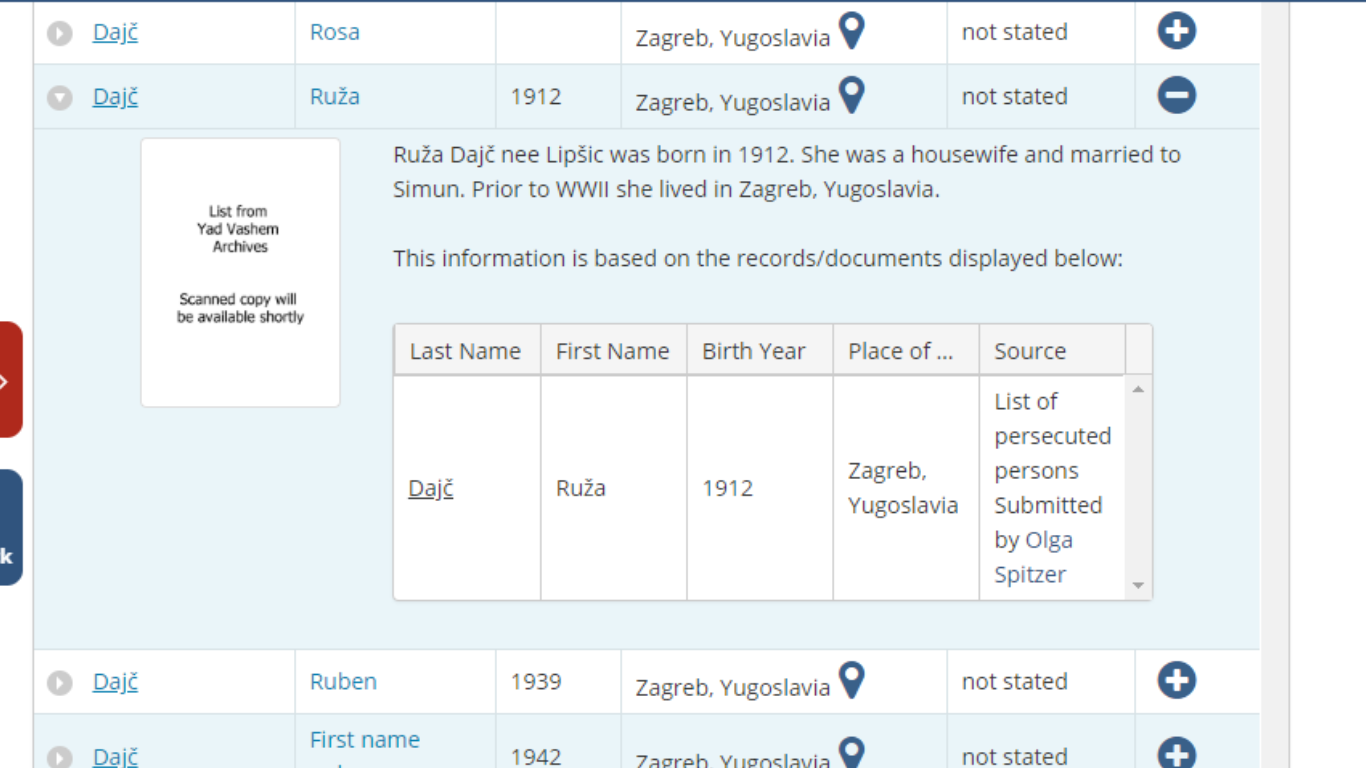 Dajč Rosa Zagreb, Yugoslavia not stated
Dajč Ruža 1912 Zagreb, Yugoslavia not stated
List from
Yad Vashem
Archives
Scanned copy will
be available shortly
Ruža Dajč nee Lipšic was born in 1912. She was a housewife and married to
Simun. Prior to WWII she lived in Zagreb, Yugoslavia.
This information is based on the records/documents displayed below:
Last Name First Name Birth Year Place of ... Source
Dajč Ruža 1912
Zagreb,
Yugoslavia
List of
persecuted
persons
Submitted
by Olga
Spitzer
k
Dajč Ruben 1939 Zagreb, Yugoslavia not stated
Dajč First name 1942 Zagreb, Yugoslavia not stated